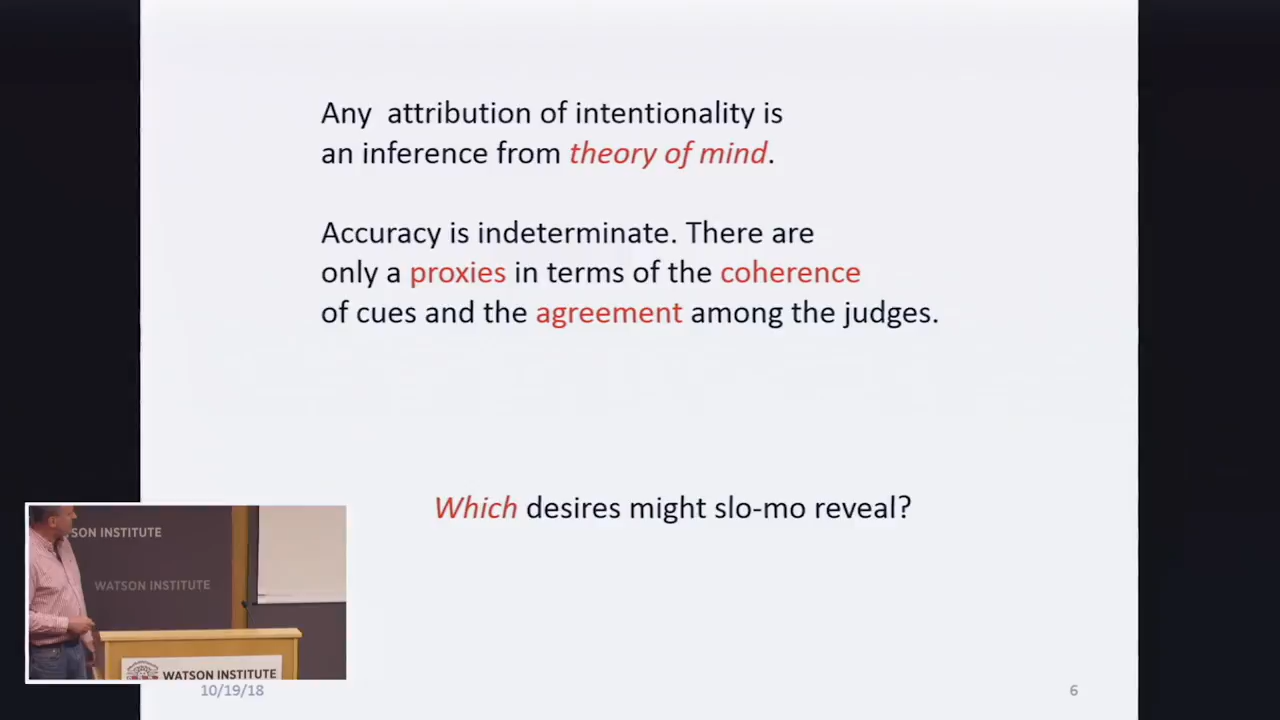 Any  attribution of intentionality is
an inference from theory of mind.
Accuracy is indeterminate. There are
only a proxies in terms of the coherence
of cues and the agreement among the judges.
Which desires might slo-mo reveal?
SON INSTITUTE
WATSON INSTITUTE
WATSON INSTITUTE
10/19/18
6